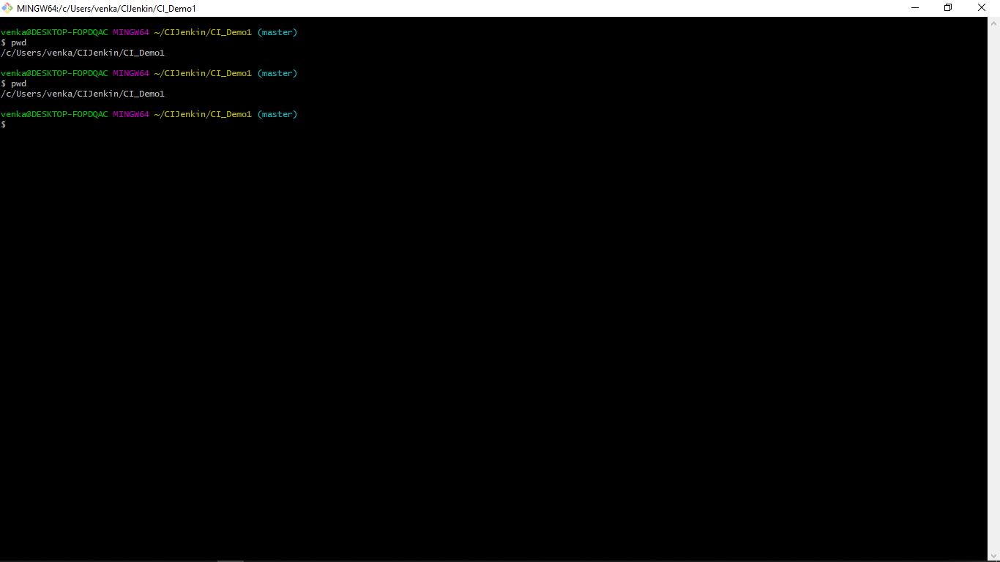 MINGW64:/c/Users/venka/CIJenkin/CI_Demo1
venka@DESKTOP-FOPDQAC MINGW64 ~/CIJenkin/CI_Demo1 (master)
$ pwd
/c/Users/venka/CIJenkin/CI_Demo1
venka@DESKTOP-FOPDQAC MINGW64 ~/CIJenkin/CI_Demo1 (master)
$ pwd
/c/Users/venka/CIJenkin/CI_Demo1
venka@DESKTOP-FOPDQAC MINGW64 ~/CIJenkin/CI_Demo1 (master)
$